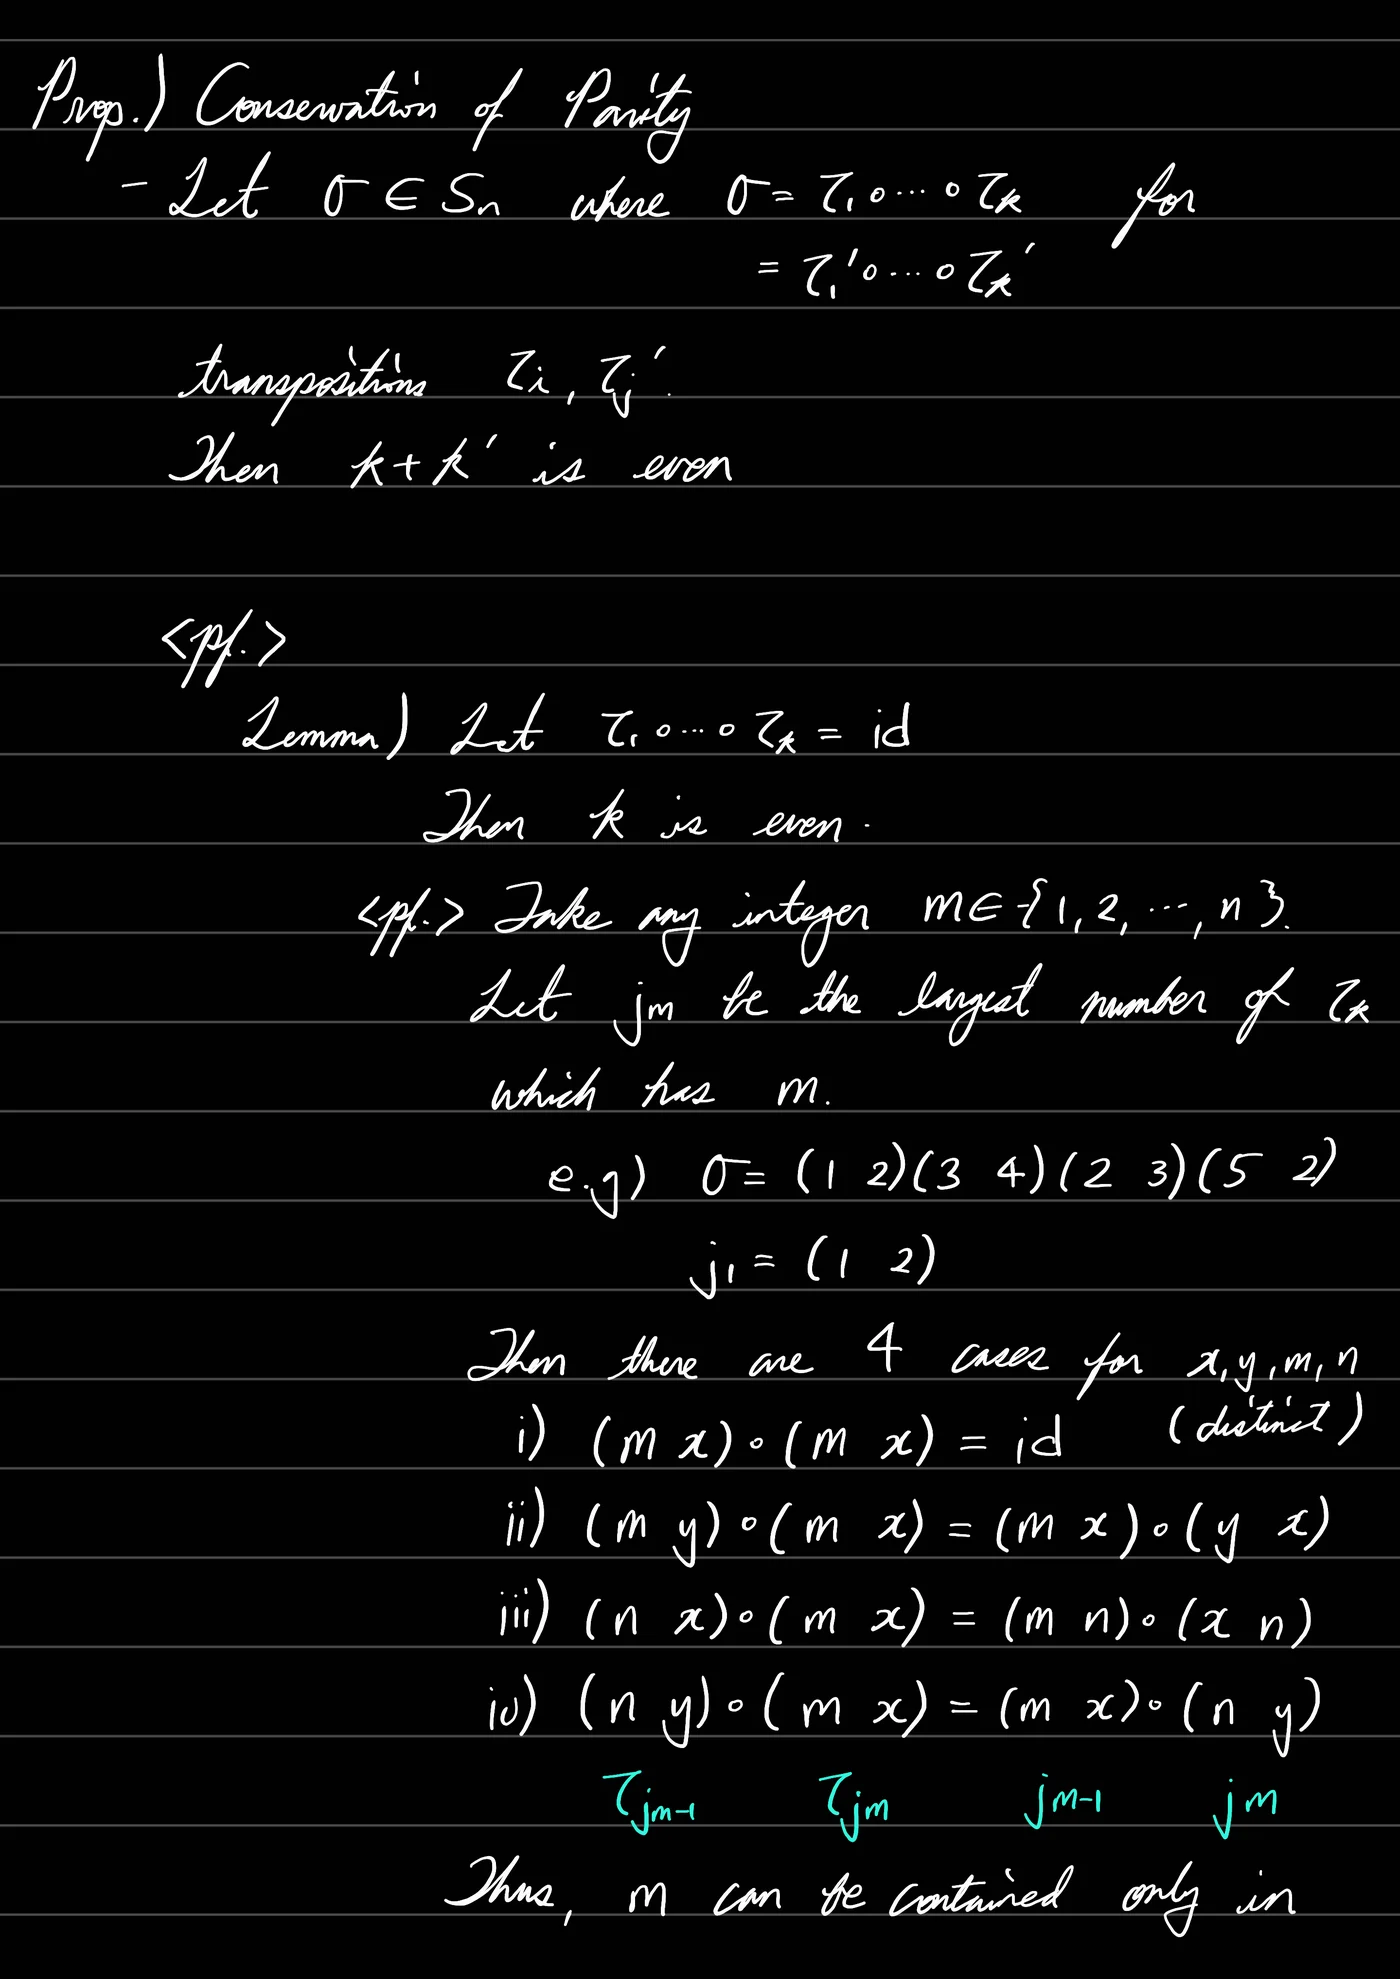 Prop.) Conservation of Parity
- Let σ ∈ Sn where σ = τ1 ∘ ··· ∘ τk for
= τ1' ∘ ··· ∘ τk'
transpositions τi, τj'.
Then k + k' is even
<pf.>
Lemma) Let τ1 ∘ ··· ∘ τk = id
Then k is even.
<pf.> Take any integer m ∈ {1, 2, ···, n}.
Let jm be the largest number of τk
which has m.
e.g) σ = (1 2)(3 4)(2 3)(5 2)
j1 = (1 2)
Then there are 4 cases for x, y, m, n
(distinct)
i) (m x) ∘ (m x) = id
ii) (m y) ∘ (m x) = (m x) ∘ (y x)
iii) (n x) ∘ (m x) = (m n) ∘ (x n)
iv) (n y) ∘ (m x) = (m x) ∘ (n y)
τjm-1 τjm jm-1 jm
Thus, m can be contained only in